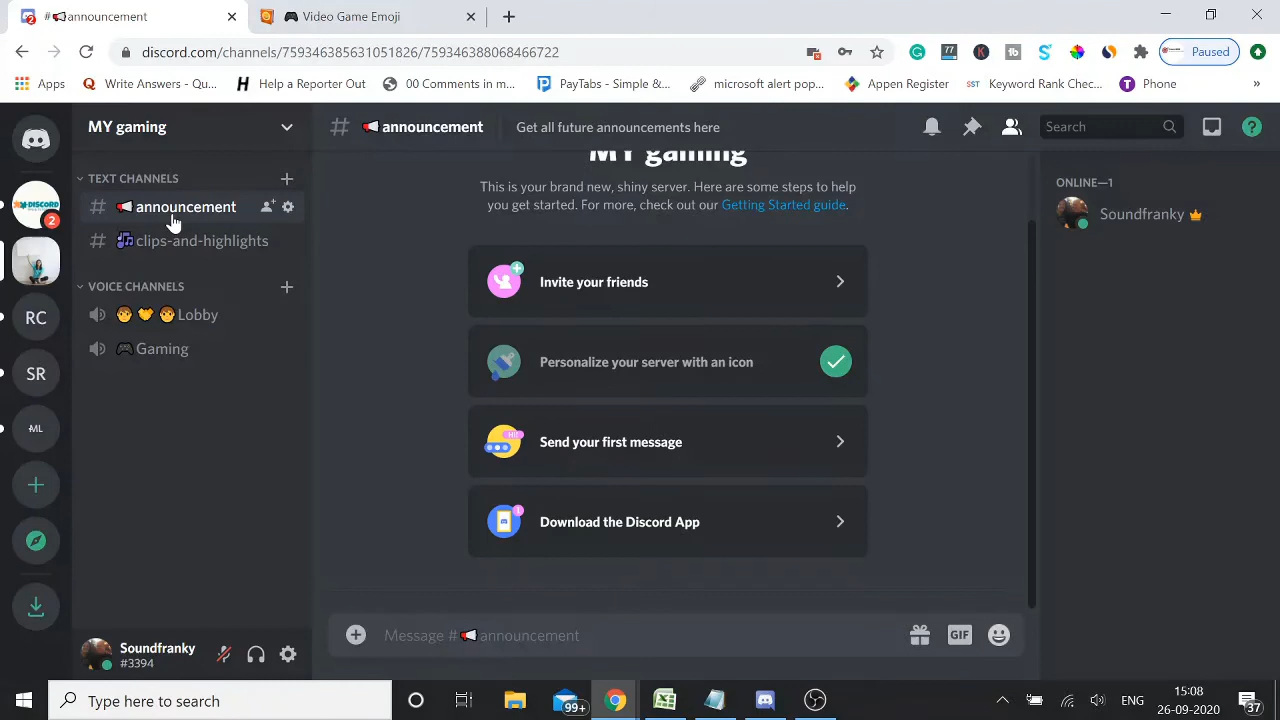 # announcement
Video Game Emoji
discord.com/channels/759346385631051826/759346388068466722
77
K
Paused
Apps
Write Answers - Qu...
Help a Reporter Out
00 Comments in m...
PayTabs - Simple &...
microsoft alert pop...
Appen Register
SST Keyword Rank Chec...
T Phone
»
MY gaming
# announcement
Get all future announcements here
Search
TEXT CHANNELS
# announcement
# clips-and-highlights
VOICE CHANNELS
Lobby
Gaming
DISCORD
2
RC
SR
ML
MY gaming
This is your brand new, shiny server. Here are some steps to help
you get started. For more, check out our Getting Started guide.
Invite your friends
Personalize your server with an icon
Send your first message
Download the Discord App
Message # announcement
GIF
ONLINE—1
Soundfranky
Soundfranky
#3394
Type here to search
99+
ENG
15:08
26-09-2020
37